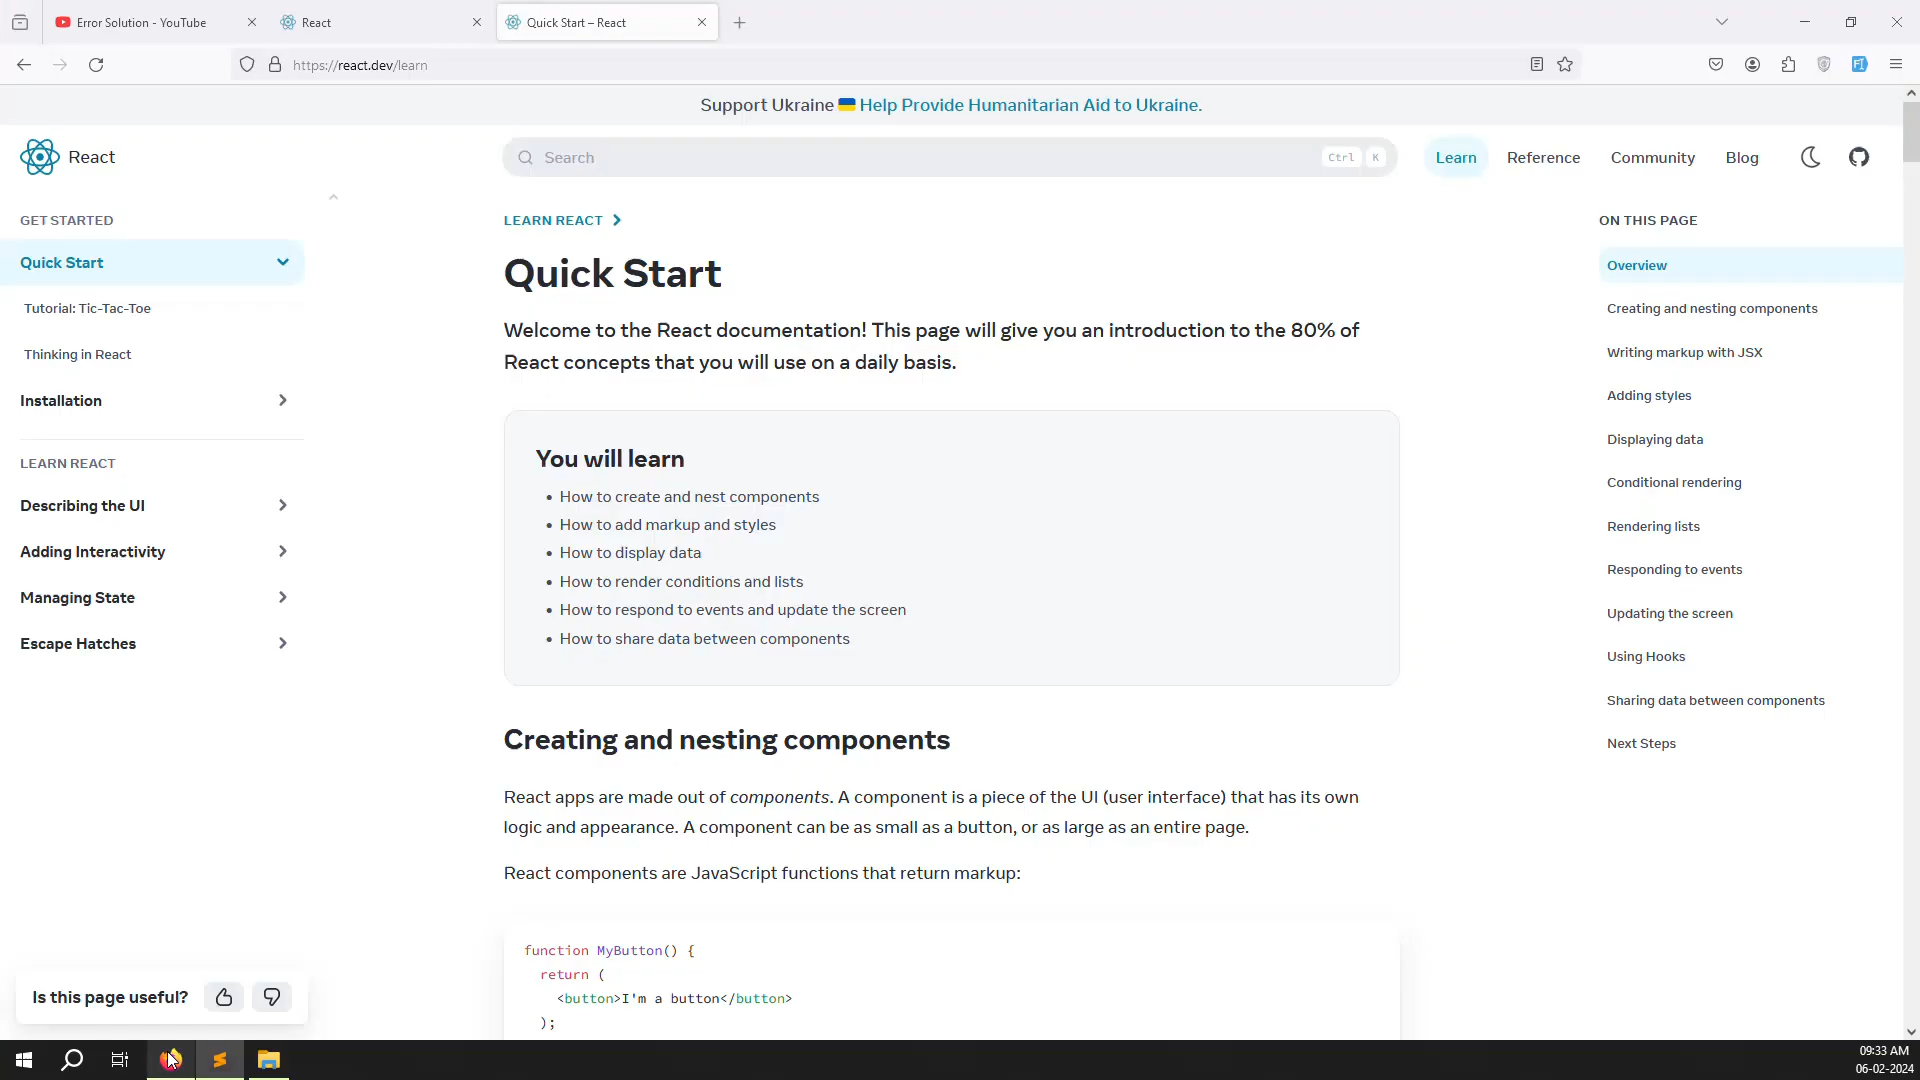 Error Solution - YouTube
React
Quick Start – React
https://react.dev/learn
Support Ukraine Help Provide Humanitarian Aid to Ukraine.
React
Search
Ctrl K
Learn
Reference
Community
Blog
GET STARTED
Quick Start
Tutorial: Tic-Tac-Toe
Thinking in React
Installation
LEARN REACT
Describing the UI
Adding Interactivity
Managing State
Escape Hatches
Is this page useful?
LEARN REACT
Quick Start
Welcome to the React documentation! This page will give you an introduction to the 80% of
React concepts that you will use on a daily basis.
You will learn
• How to create and nest components
• How to add markup and styles
• How to display data
• How to render conditions and lists
• How to respond to events and update the screen
• How to share data between components
Creating and nesting components
React apps are made out of components. A component is a piece of the UI (user interface) that has its own
logic and appearance. A component can be as small as a button, or as large as an entire page.
React components are JavaScript functions that return markup:
function MyButton() {
return (
<button>I'm a button</button>
);
ON THIS PAGE
Overview
Creating and nesting components
Writing markup with JSX
Adding styles
Displaying data
Conditional rendering
Rendering lists
Responding to events
Updating the screen
Using Hooks
Sharing data between components
Next Steps
09:33 AM
06-02-2024